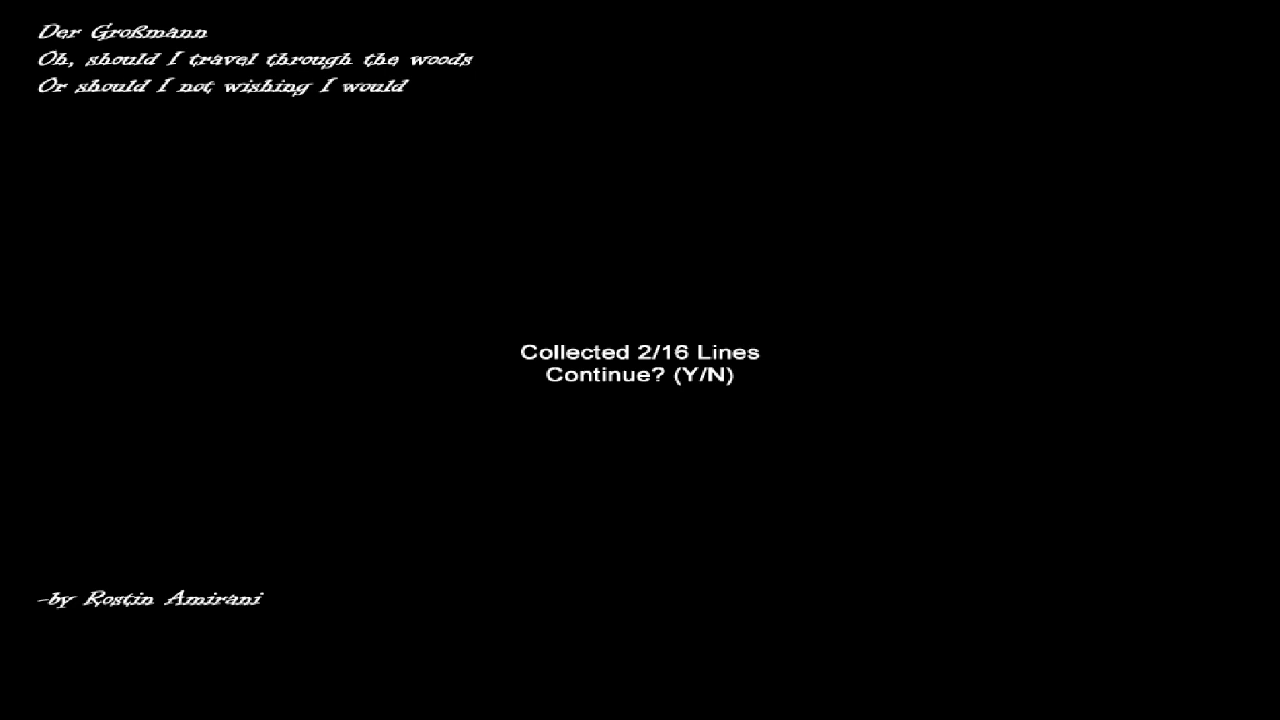 Der Großmann
Oh, should I travel through the woods
Or should I not wishing I would
Collected 2/16 Lines
Continue? (Y/N)
-by Rostin Amirani